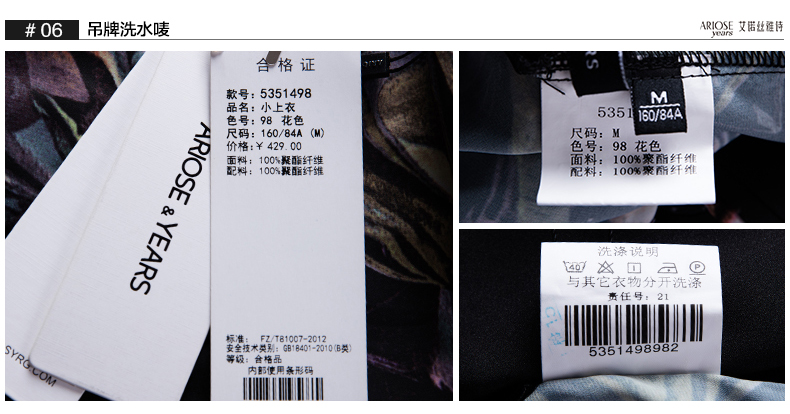 # 06 吊牌洗水唛
ARIOSE years 艾诺丝雅诗
合格证
款号: 5351498
品名: 小上衣
色号: 98 花色
尺码: 160/84A (M)
价格: ¥ 429.00
面料: 100%聚酯纤维
配料: 100%聚酯纤维
标准: FZ/T81007-2012
安全技术类别: GB18401-2010(B类)
等级: 合格品
内部使用条形码
ARIOSE & YEARS
SYRG.COM
RS
M
160/84A
5351
尺码: M
色号: 98 花色
面料: 100%聚酯纤维
配料: 100%聚酯纤维
洗涤说明
40 P
与其它衣物分开洗涤
责任号: 21
5351498982